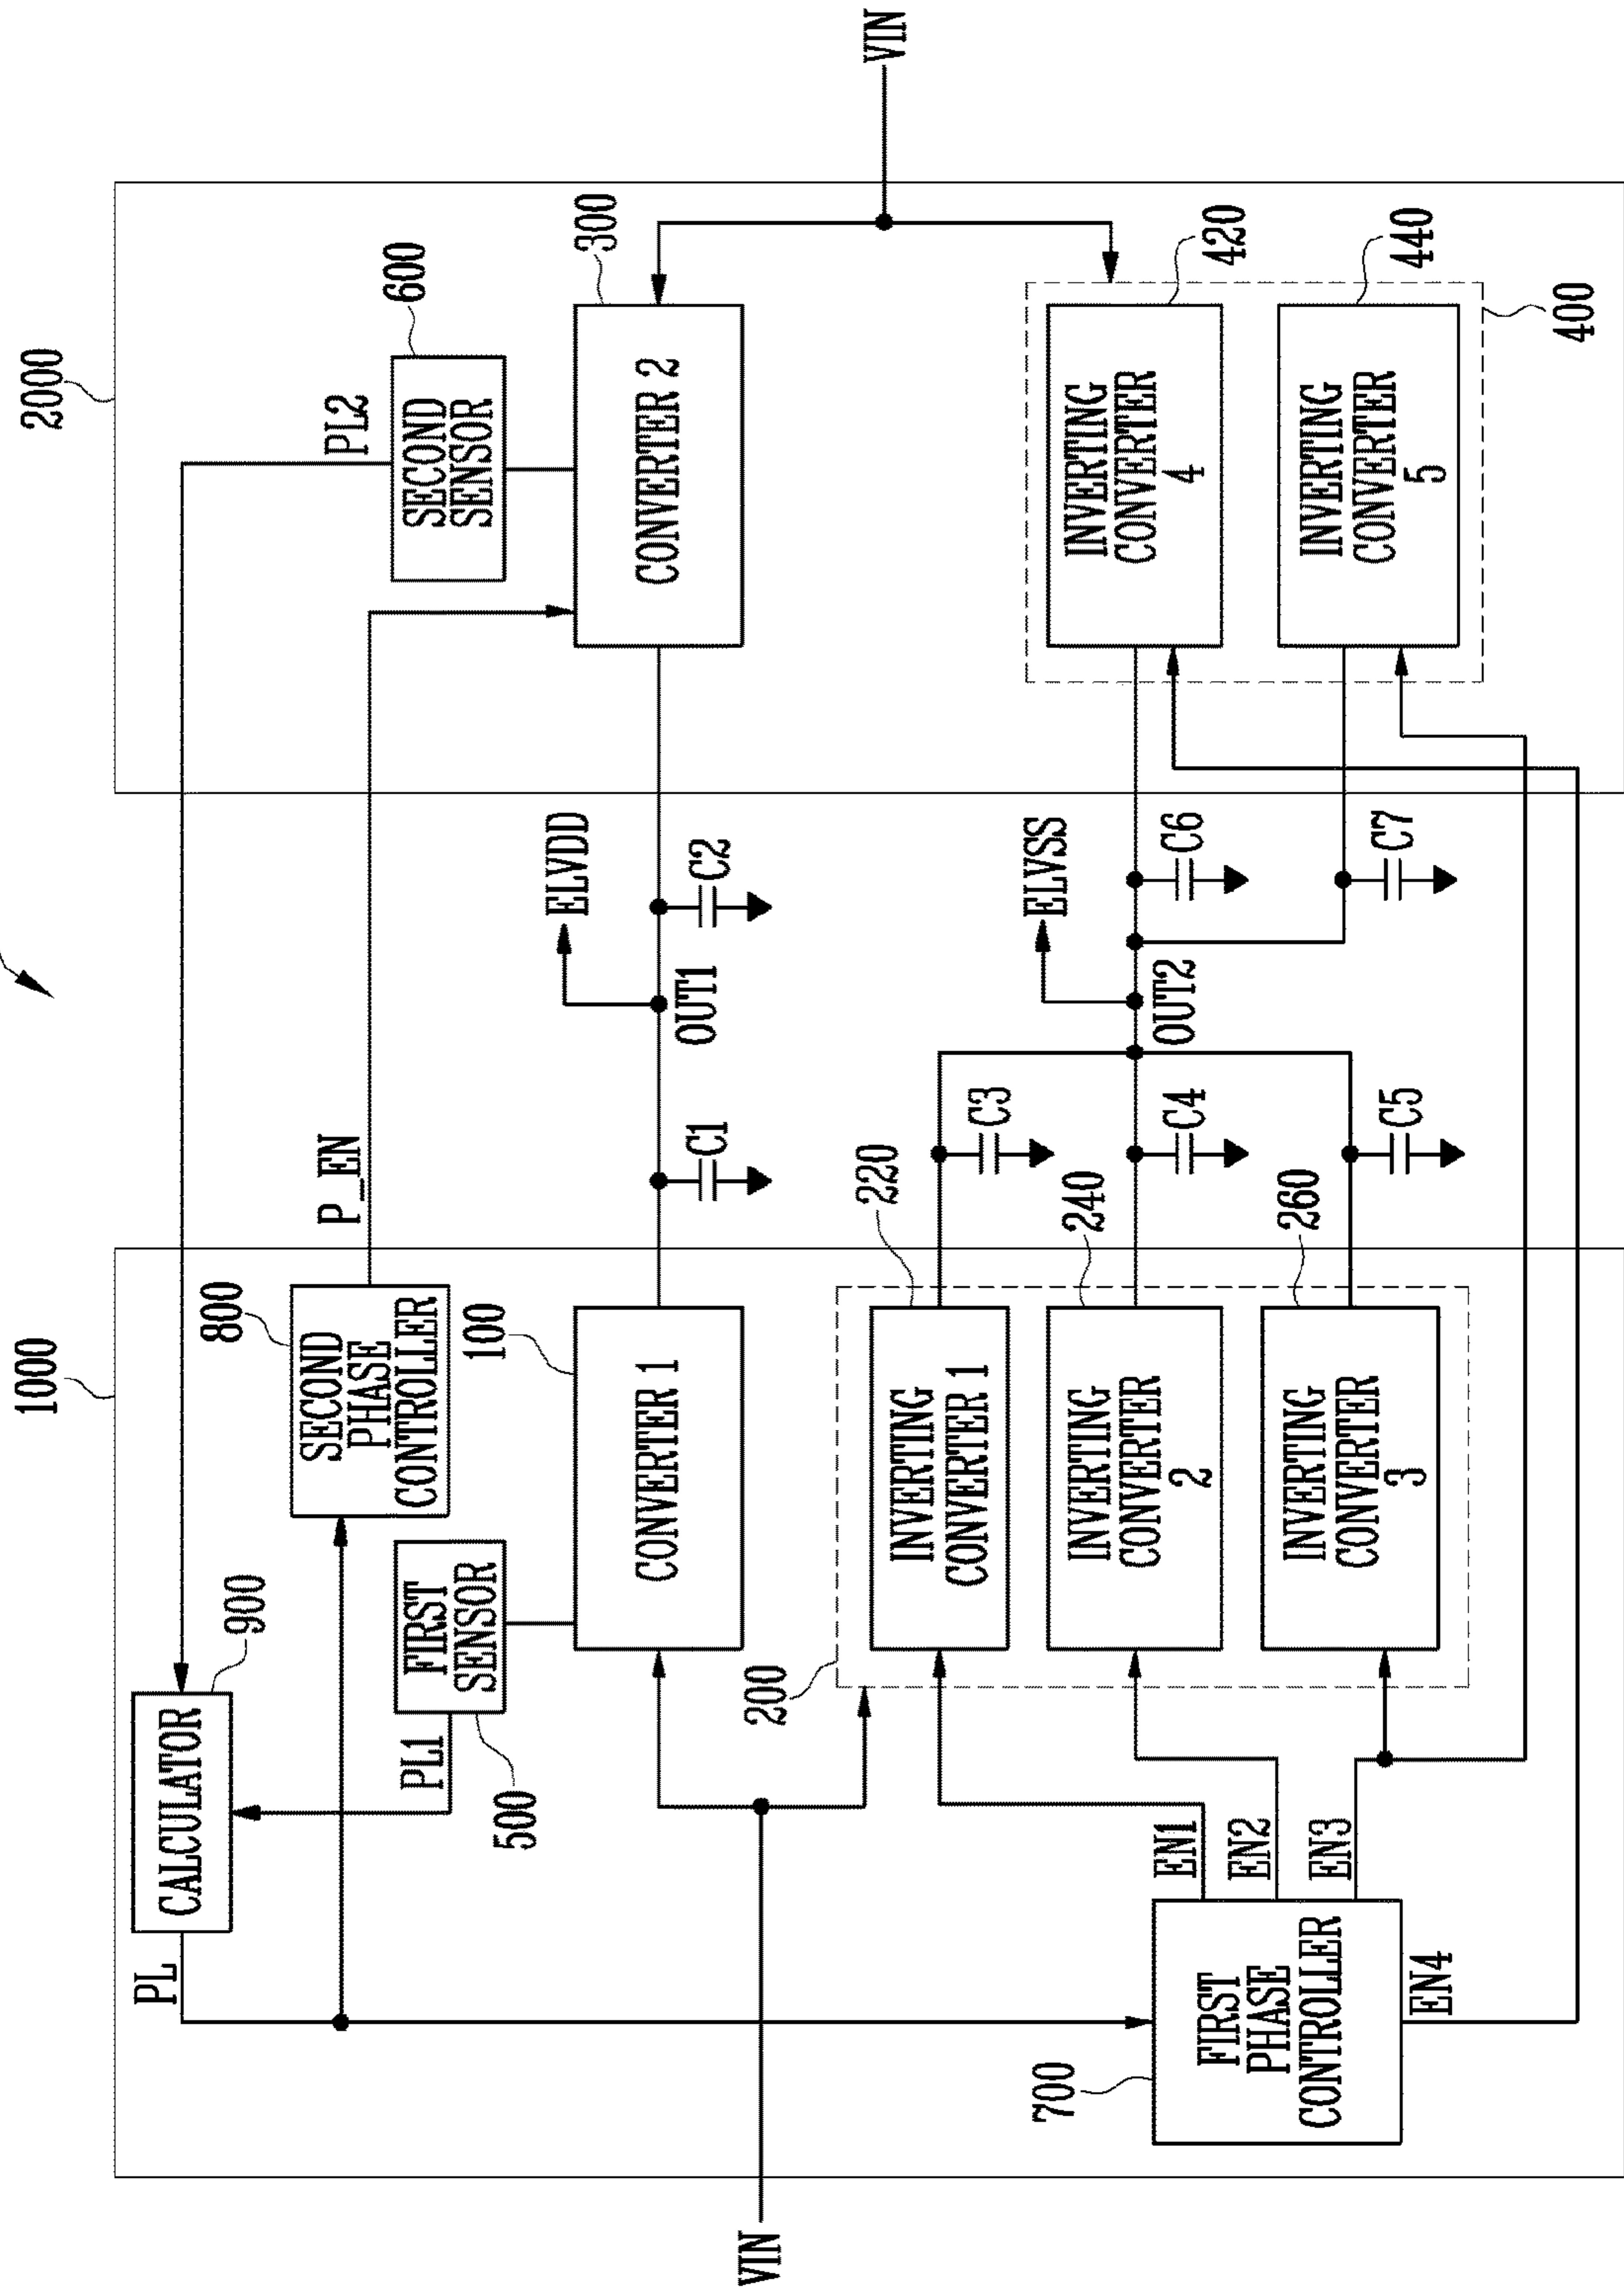 1000
2000
CALCULATOR
900
PL
PL2
SECOND
PHASE
CONTROLLER
800
P_EN
FIRST
SENSOR
PL1
500
SECOND
SENSOR
600
CONVERTER 1
100
C1
OUT1
ELVDD
C2
CONVERTER 2
300
VIN
VIN
200
INVERTING
CONVERTER 1
220
C3
INVERTING
CONVERTER
2
240
C4
INVERTING
CONVERTER
3
260
C5
OUT2
ELVSS
C6
C7
INVERTING
CONVERTER
4
420
INVERTING
CONVERTER
5
440
400
FIRST
PHASE
CONTROLLER
700
EN1
EN2
EN3
EN4